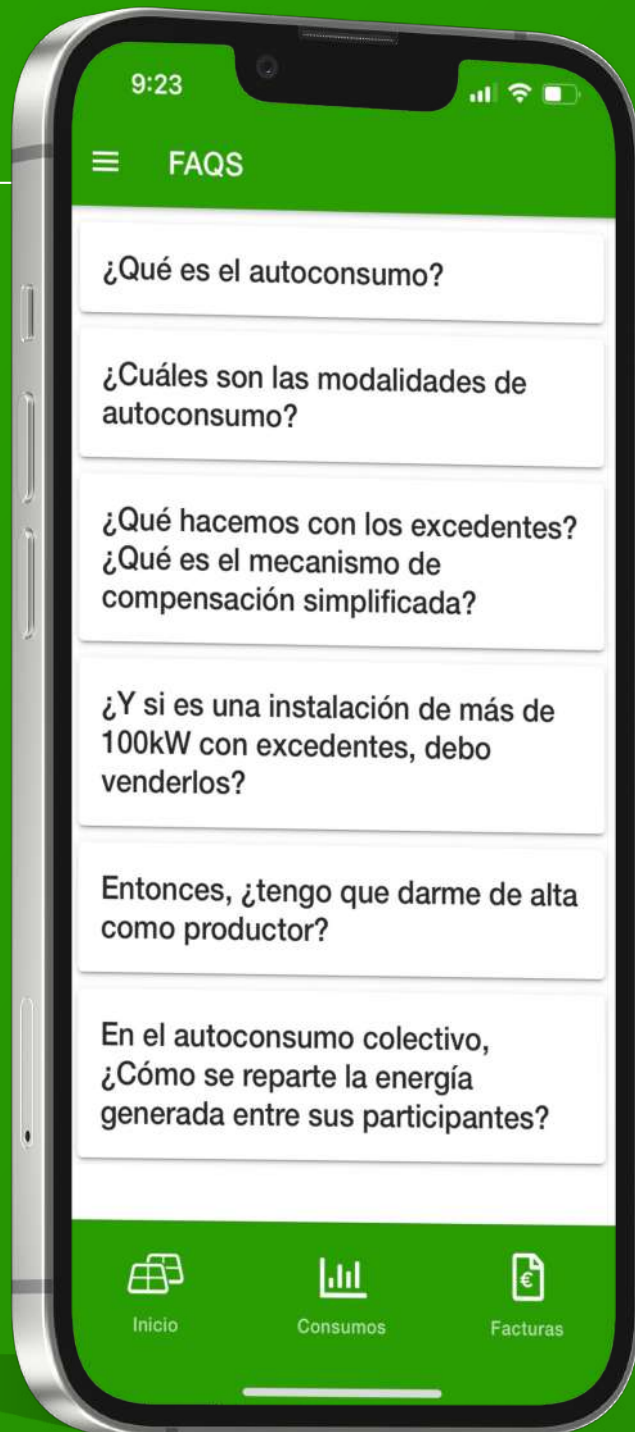 9:23
FAQS
¿Qué es el autoconsumo?
¿Cuáles son las modalidades de
autoconsumo?
¿Qué hacemos con los excedentes?
¿Qué es el mecanismo de
compensación simplificada?
¿Y si es una instalación de más de
100kW con excedentes, debo
venderlos?
Entonces, ¿tengo que darme de alta
como productor?
En el autoconsumo colectivo,
¿Cómo se reparte la energía
generada entre sus participantes?
Inicio
Consumos
Facturas